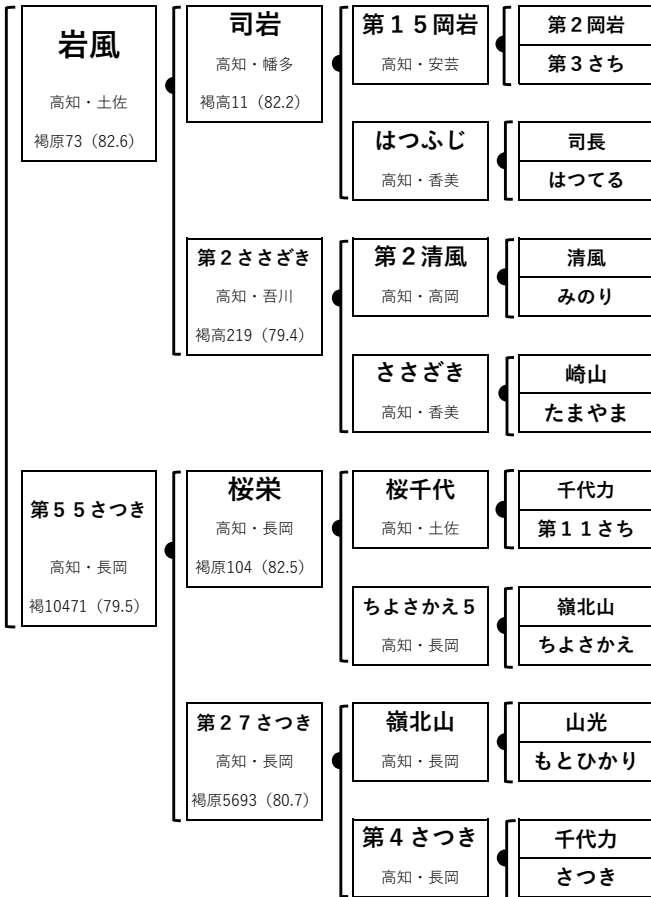 岩風
高知・土佐
褐原73（82.6）
司岩
高知・幡多
褐高11（82.2）
第１５岡岩
高知・安芸
第２岡岩
第３さち
はつふじ
高知・香美
司長
はつてる
第２ささざき
高知・吾川
褐高219（79.4）
第２清風
高知・高岡
清風
みのり
ささざき
高知・香美
崎山
たまやま
第５５さつき
高知・長岡
褐10471（79.5）
桜栄
高知・長岡
褐原104（82.5）
桜千代
高知・土佐
千代力
第１１さち
ちよさかえ５
高知・長岡
嶺北山
ちよさかえ
第２７さつき
高知・長岡
褐原5693（80.7）
嶺北山
高知・長岡
山光
もとひかり
第４さつき
高知・長岡
千代力
さつき